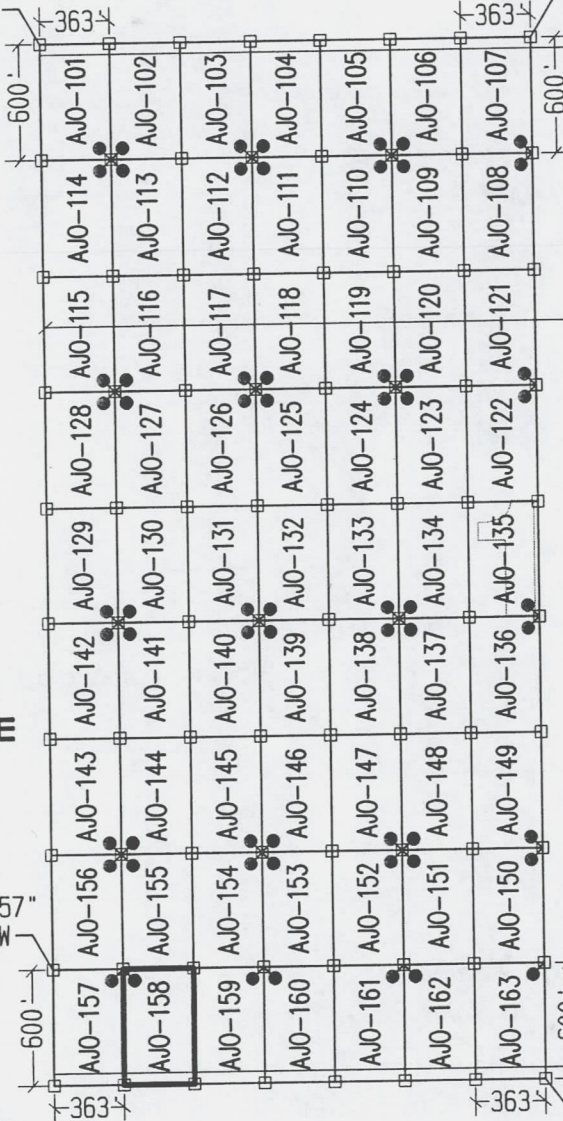 363' 363'
600' 600'
AJO-101 AJO-102 AJO-103 AJO-104 AJO-105 AJO-106 AJO-107
AJO-114 AJO-113 AJO-112 AJO-111 AJO-110 AJO-109 AJO-108
AJO-115 AJO-116 AJO-117 AJO-118 AJO-119 AJO-120 AJO-121
AJO-128 AJO-127 AJO-126 AJO-125 AJO-124 AJO-123 AJO-122
AJO-129 AJO-130 AJO-131 AJO-132 AJO-133 AJO-134 AJO-135
AJO-142 AJO-141 AJO-140 AJO-139 AJO-138 AJO-137 AJO-136
AJO-143 AJO-144 AJO-145 AJO-146 AJO-147 AJO-148 AJO-149
AJO-156 AJO-155 AJO-154 AJO-153 AJO-152 AJO-151 AJO-150
57"
W
600'
AJO-157 AJO-158 AJO-159 AJO-160 AJO-161 AJO-162 AJO-163
363' 363'